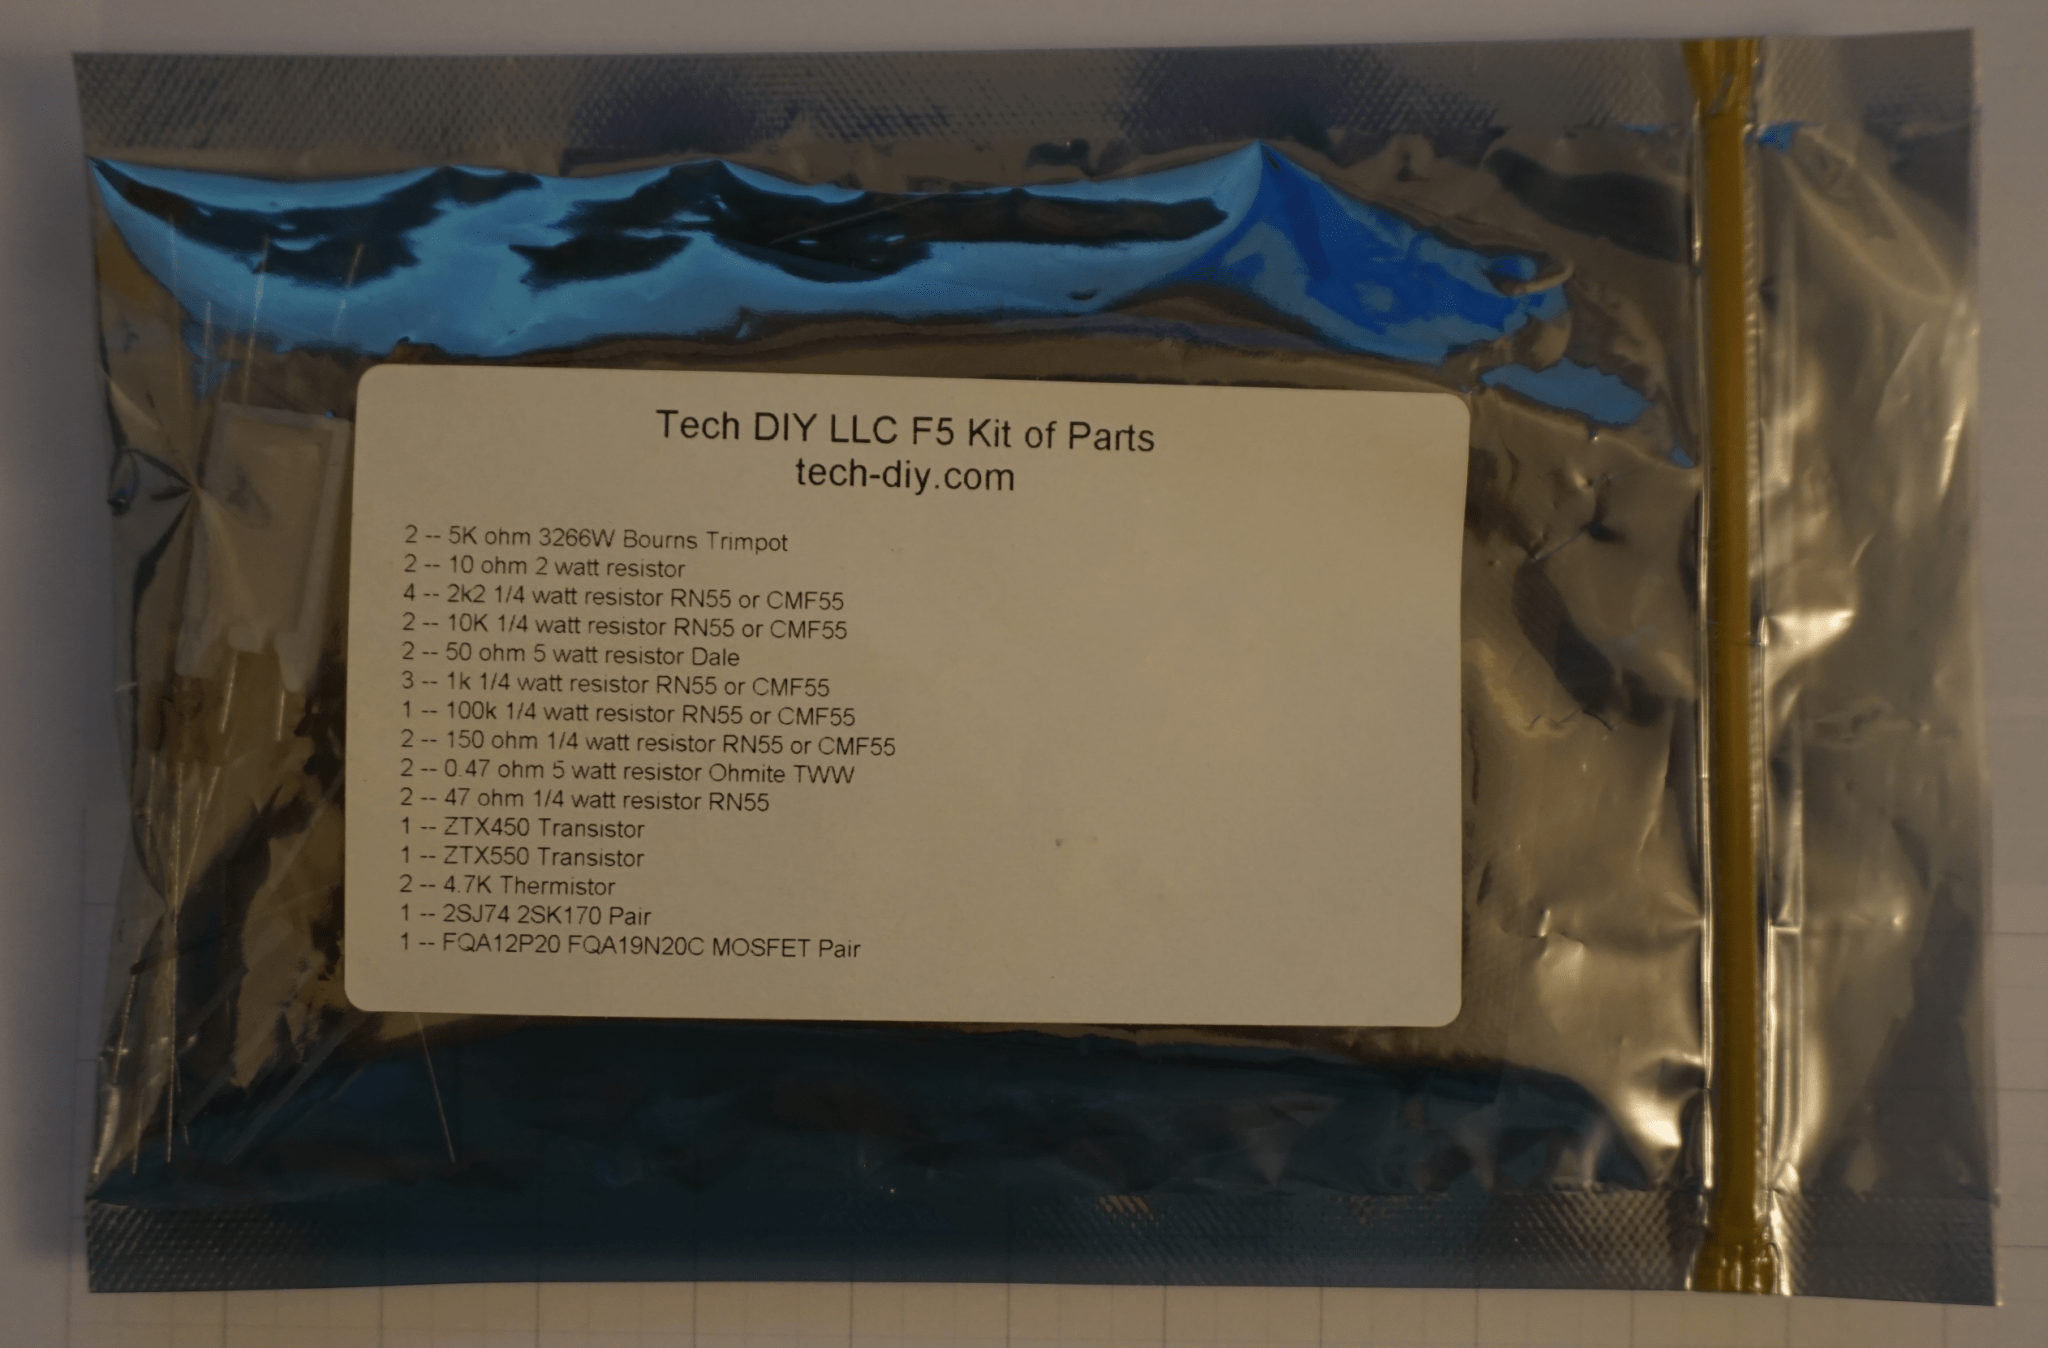 Tech DIY LLC F5 Kit of Parts
tech-diy.com
2 -- 5K ohm 3266W Bourns Trimpot
2 -- 10 ohm 2 watt resistor
4 -- 2k2 1/4 watt resistor RN55 or CMF55
2 -- 10K 1/4 watt resistor RN55 or CMF55
2 -- 50 ohm 5 watt resistor Dale
3 -- 1k 1/4 watt resistor RN55 or CMF55
1 -- 100k 1/4 watt resistor RN55 or CMF55
2 -- 150 ohm 1/4 watt resistor RN55 or CMF55
2 -- 0.47 ohm 5 watt resistor Ohmite TWW
2 -- 47 ohm 1/4 watt resistor RN55
1 -- ZTX450 Transistor
1 -- ZTX550 Transistor
2 -- 4.7K Thermistor
1 -- 2SJ74 2SK170 Pair
1 -- FQA12P20 FQA19N20C MOSFET Pair